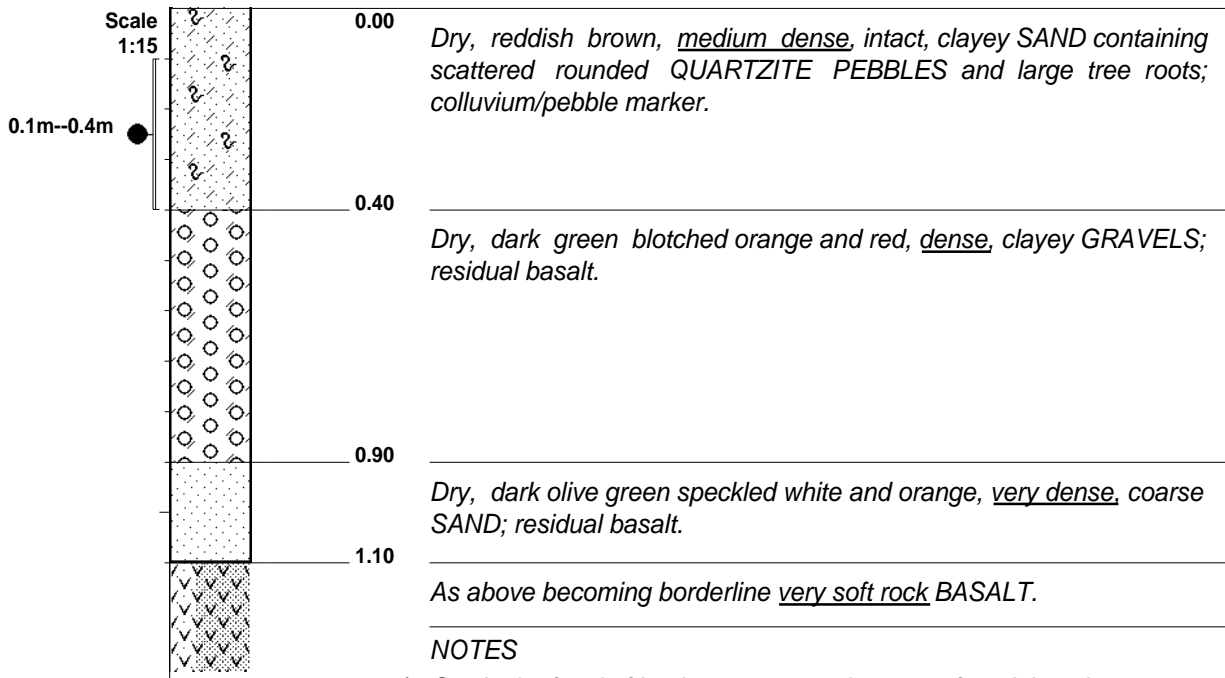 Scale
1:15
0.1m--0.4m
0.00
Dry, reddish brown, medium dense, intact, clayey SAND containing
scattered rounded QUARTZITE PEBBLES and large tree roots;
colluvium/pebble marker.
0.40
Dry, dark green blotched orange and red, dense, clayey GRAVELS;
residual basalt.
0.90
Dry, dark olive green speckled white and orange, very dense, coarse
SAND; residual basalt.
1.10
As above becoming borderline very soft rock BASALT.
NOTES